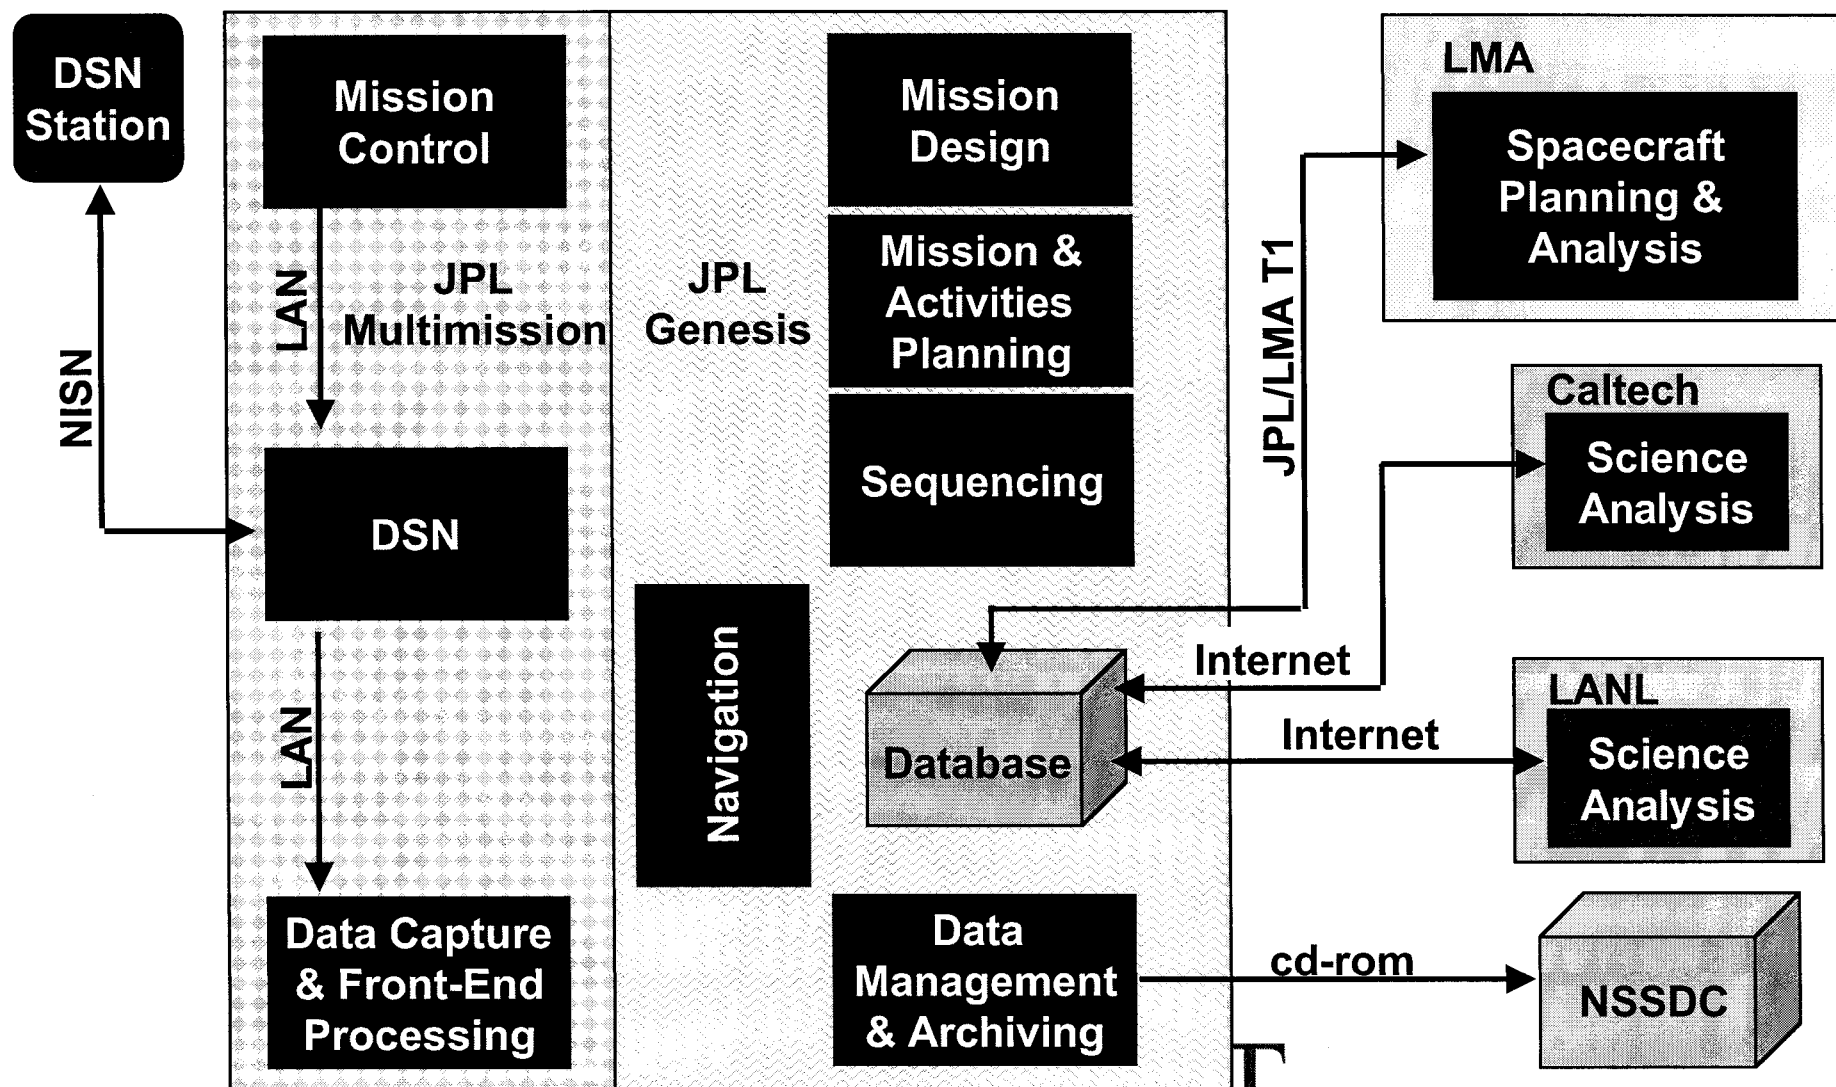 DSN
Station
NISN
Mission
Control
LAN
JPL
Multimission
DSN
LAN
Data Capture
& Front-End
Processing
JPL
Genesis
Mission
Design
Mission &
Activities
Planning
Sequencing
Navigation
Database
Data
Management
& Archiving
JPL/LMA T1
Internet
Internet
cd-rom
LMA
Spacecraft
Planning &
Analysis
Caltech
Science
Analysis
LANL
Science
Analysis
NSSDC
T